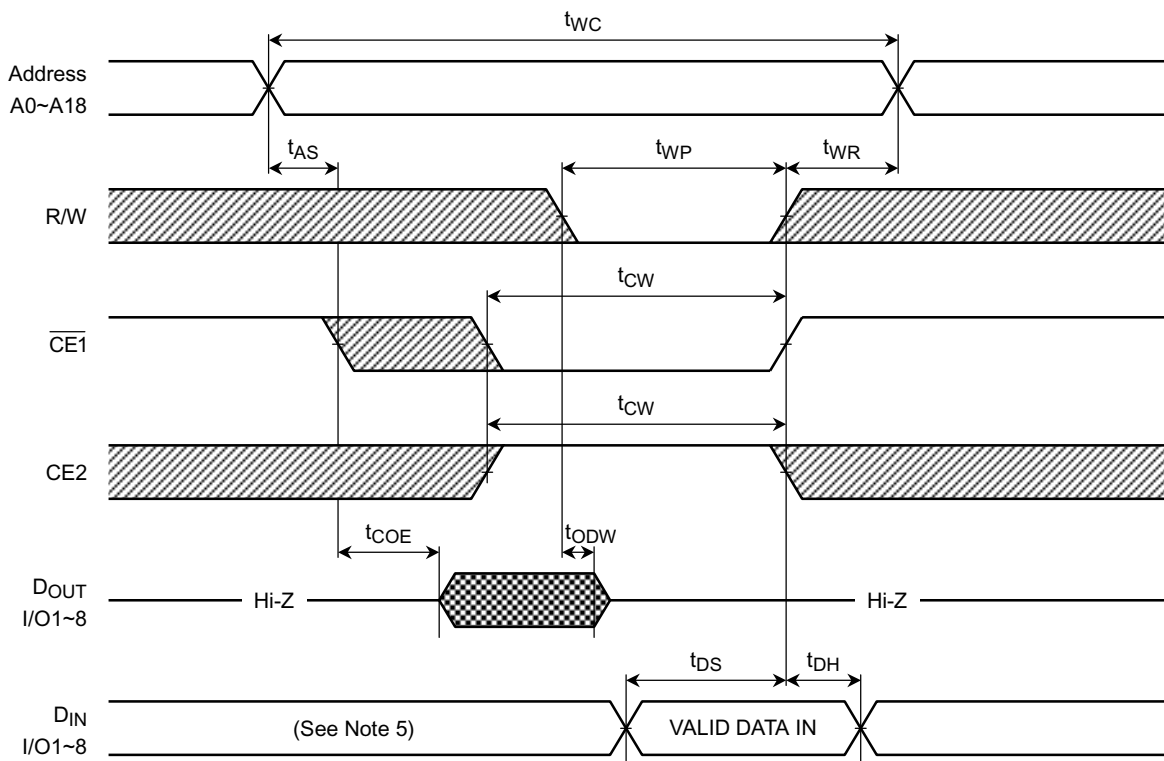 tWC
Address
A0~A18
tAS
tWP
tWR
R/W
tCW
CE1
tCW
CE2
tCOE
tODW
DOUT
I/O1~8
Hi-Z
Hi-Z
tDS
tDH
DIN
I/O1~8
(See Note 5)
VALID DATA IN